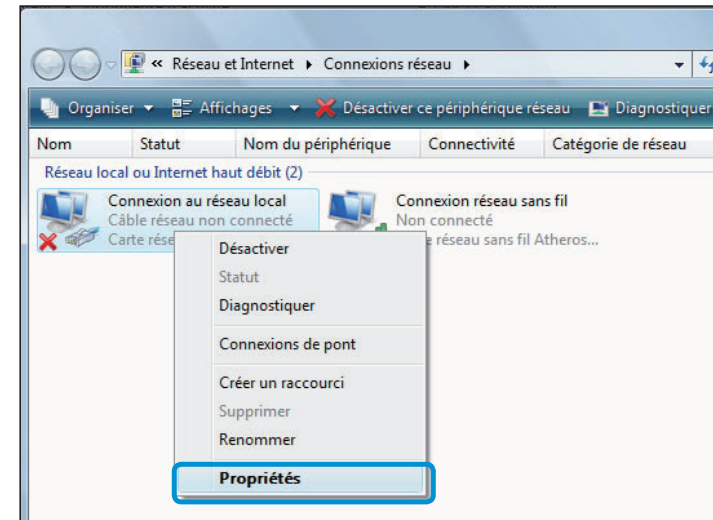 « Réseau et Internet Connexions réseau
Organiser Affichages Désactiver ce périphérique réseau Diagnostiquer
Nom Statut Nom du périphérique Connectivité Catégorie de réseau
Réseau local ou Internet haut débit (2)
Connexion au réseau local
Câble réseau non connecté
Carte rése
Connexion réseau sans fil
Non connecté
réseau sans fil Atheros...
Désactiver
Statut
Diagnostiquer
Connexions de pont
Créer un raccourci
Supprimer
Renommer
Propriétés